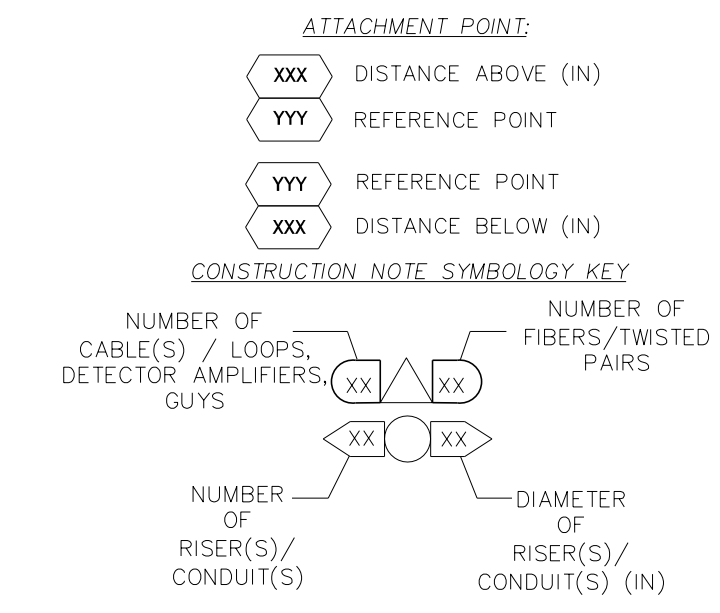 ATTACHMENT POINT:
XXX DISTANCE ABOVE (IN)
YYY REFERENCE POINT
YYY REFERENCE POINT
XXX DISTANCE BELOW (IN)
CONSTRUCTION NOTE SYMBOLOGY KEY
NUMBER OF
CABLE(S) / LOOPS,
DETECTOR AMPLIFIERS,
GUYS
NUMBER OF
FIBERS/TWISTED
PAIRS
XX XX
XX XX
NUMBER
OF
RISER(S)/
CONDUIT(S)
DIAMETER
OF
RISER(S)/
CONDUIT(S) (IN)